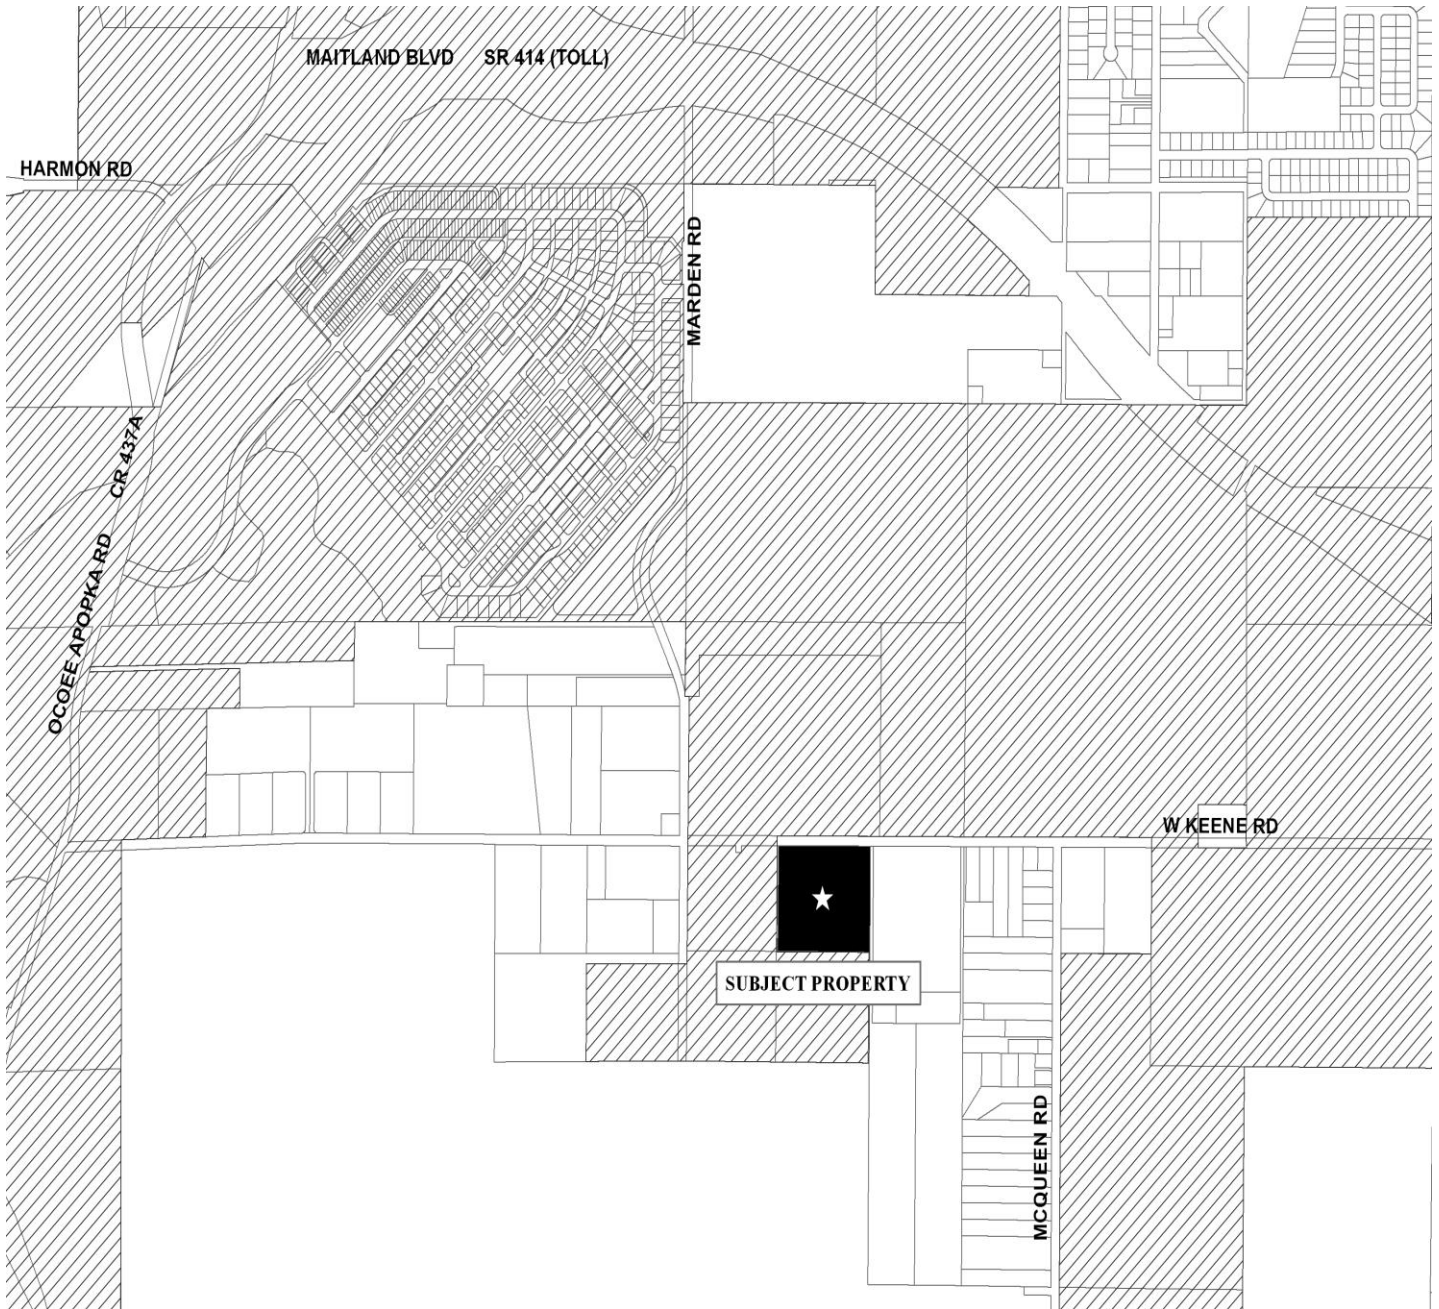 MAITLAND BLVD SR 414 (TOLL)
HARMON RD
MARDEN RD
OCOEE APOPKA RD CR 437A
W KEENE RD
SUBJECT PROPERTY
MCQUEEN RD